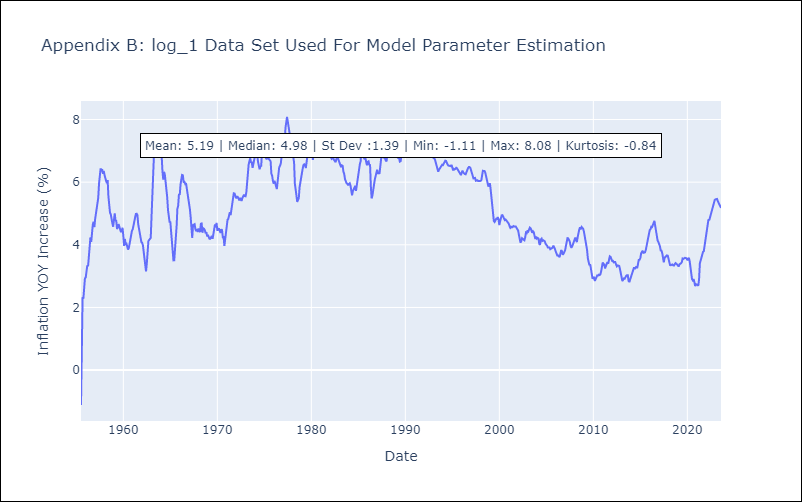 Appendix B: log_1 Data Set Used For Model Parameter Estimation
Mean: 5.19 | Median: 4.98 | St Dev :1.39 | Min: -1.11 | Max: 8.08 | Kurtosis: -0.84
Inflation YOY Increase (%)
8
6
4
2
0
1960 1970 1980 1990 2000 2010 2020
Date